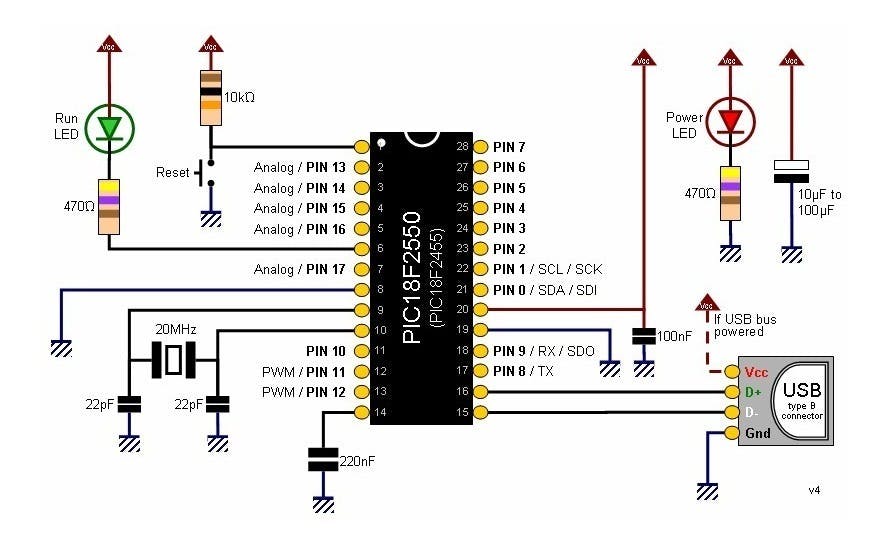 Vcc
Vcc
Vcc
Vcc
Vcc
Run
LED
10kΩ
Power
LED
Reset
470Ω
470Ω
10µF to
100µF
Analog / PIN 13
Analog / PIN 14
Analog / PIN 15
Analog / PIN 16
Analog / PIN 17
PIN 10
PWM / PIN 11
PWM / PIN 12
1
2
3
4
5
6
7
8
9
10
11
12
13
14
PIC18F2550
(PIC18F2455)
28 PIN 7
27 PIN 6
26 PIN 5
25 PIN 4
24 PIN 3
23 PIN 2
22 PIN 1 / SCL / SCK
21 PIN 0 / SDA / SDI
20
19
18 PIN 9 / RX / SDO
17 PIN 8 / TX
16
15
20MHz
22pF
22pF
220nF
100nF
Vcc
If USB bus
powered
Vcc
D+
D-
Gnd
USB
type B
connector
v4